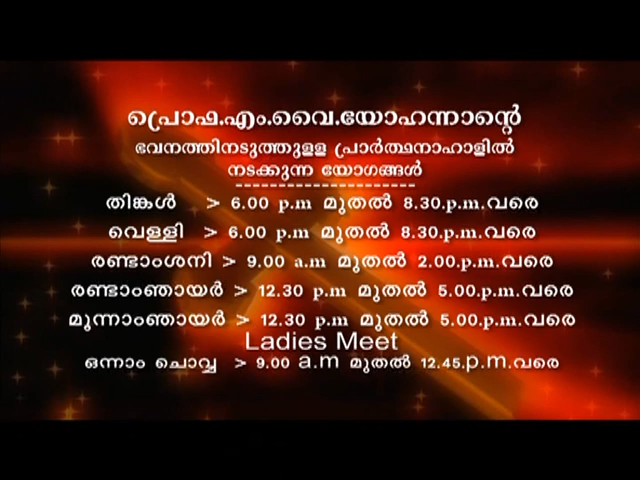 പ്രൊഫ.എം.വൈ.യോഹന്നാന്റെ
ഭവനത്തിനടുത്തുളള പ്രാർത്ഥനാഹാളിൽ
നടക്കുന്ന യോഗങ്ങൾ
---------------------
തിങ്കൾ > 6.00 p.m മുതൽ 8.30.p.m.വരെ
വെള്ളി > 6.00 p.m മുതൽ 8.30.p.m.വരെ
രണ്ടാംശനി > 9.00 a.m മുതൽ 2.00.p.m.വരെ
രണ്ടാംഞായർ > 12.30 p.m മുതൽ 5.00.p.m.വരെ
മൂന്നാംഞായർ > 12.30 p.m മുതൽ 5.00.p.m.വരെ
Ladies Meet
ഒന്നാം ചൊവ്വ > 9.00 a.m മുതൽ 12.45.p.m.വരെ